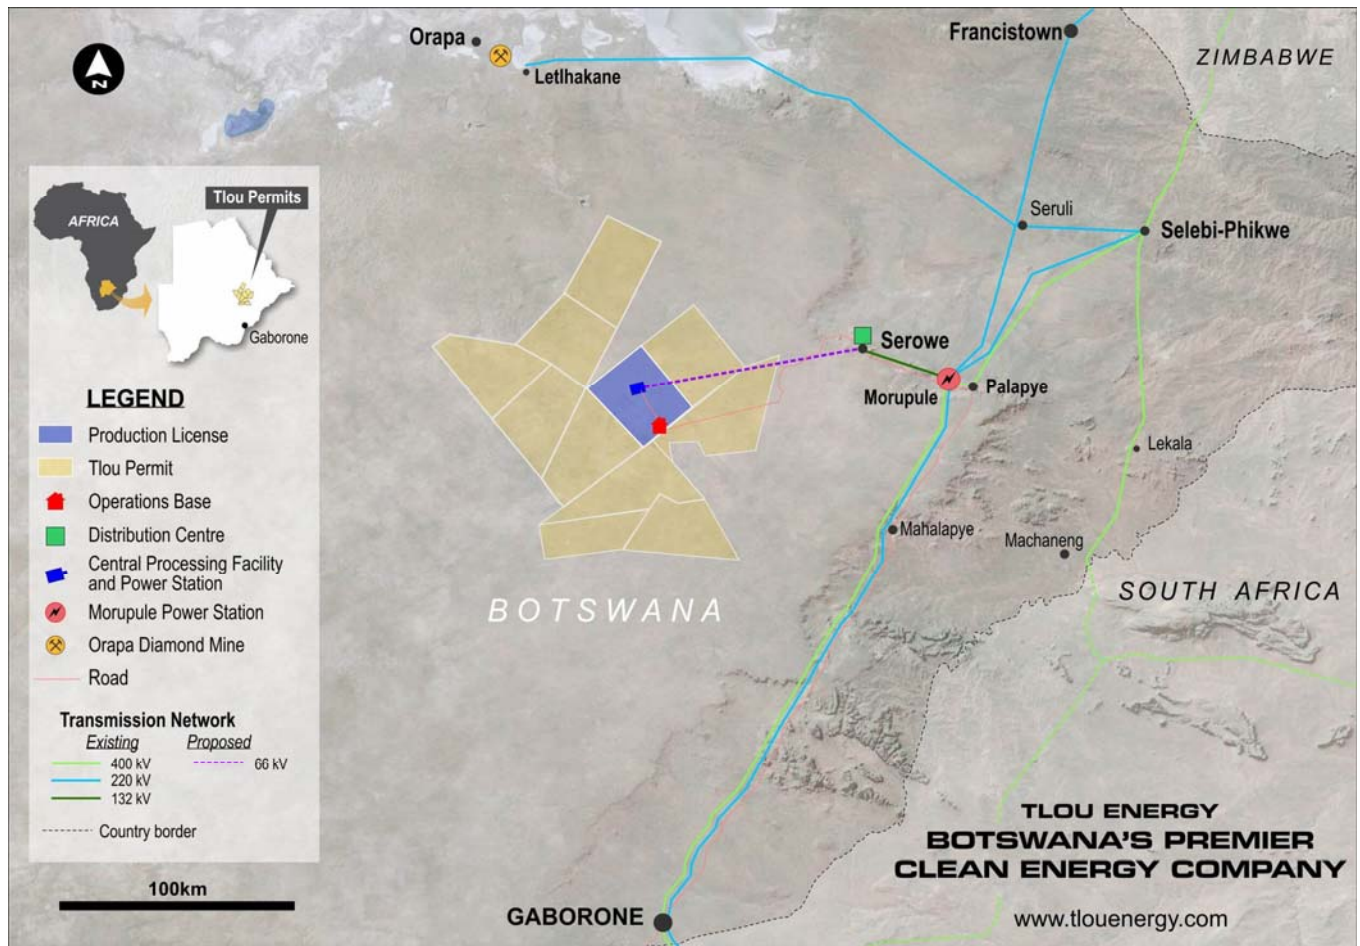 Orapa
Letlhakane
Francistown
ZIMBABWE
N
Tlou Permits
AFRICA
Gaborone
Seruli
Selebi-Phikwe
Serowe
Morupule
Palapye
Lekala
Mahalapye
Machaneng
BOTSWANA
SOUTH AFRICA
GABORONE
LEGEND
Production License
Tlou Permit
Operations Base
Distribution Centre
Central Processing Facility
and Power Station
Morupule Power Station
Orapa Diamond Mine
Road
Transmission Network
Existing Proposed
400 kV 66 kV
220 kV
132 kV
Country border
100km
TLOU ENERGY
BOTSWANA'S PREMIER
CLEAN ENERGY COMPANY
www.tlouenergy.com